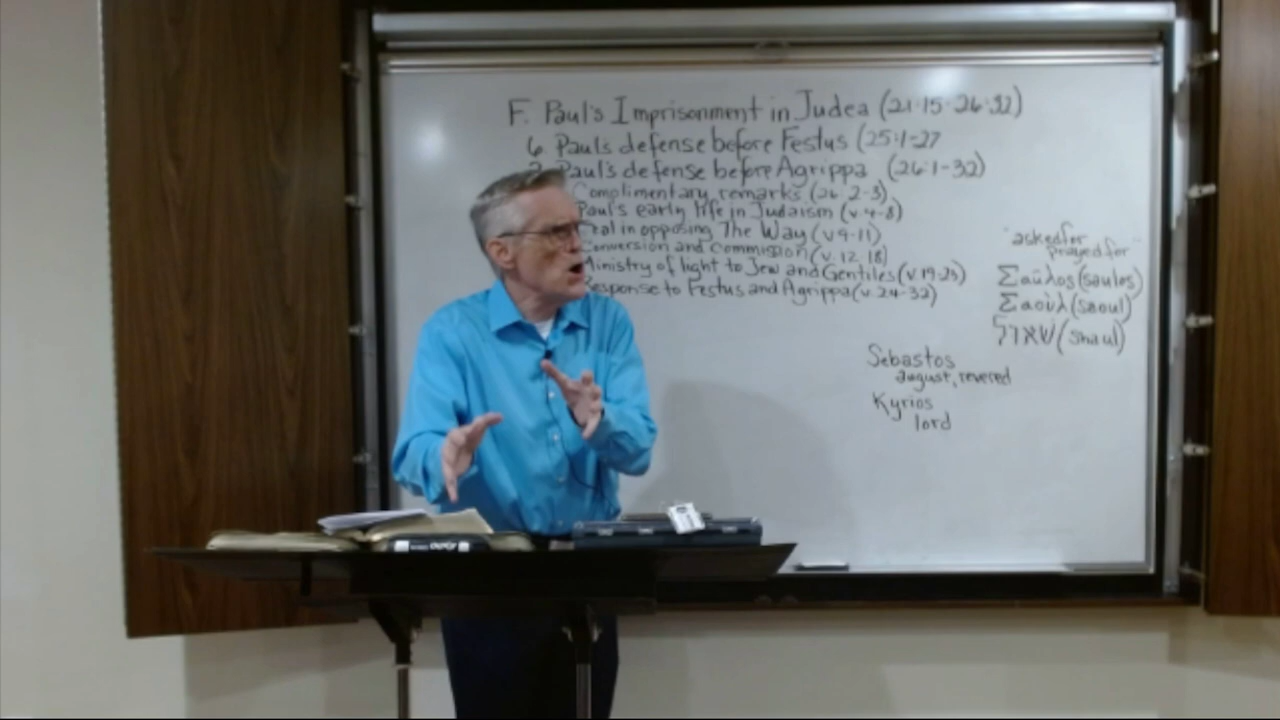 F. Paul's Imprisonment in Judea (21:15-26:32)
6. Paul's defense before Festus (25:1-27
Paul's defense before Agrippa (26:1-32)
Complimentary remarks (26:2-3)
Paul's early life in Judaism (v.4-8)
eal in opposing The Way (v 9-11)
Conversion and Commission (v.12-18)
Ministry of light to Jew and Gentiles (v.19-23)
Response to Festus and Agrippa (v.24-32)
"asked for
prayed for"
Σαῦλος (saulos)
Σαοὺλ (saoul)
שאול (shaul)
Sebastos
august, revered
Kyrios
lord